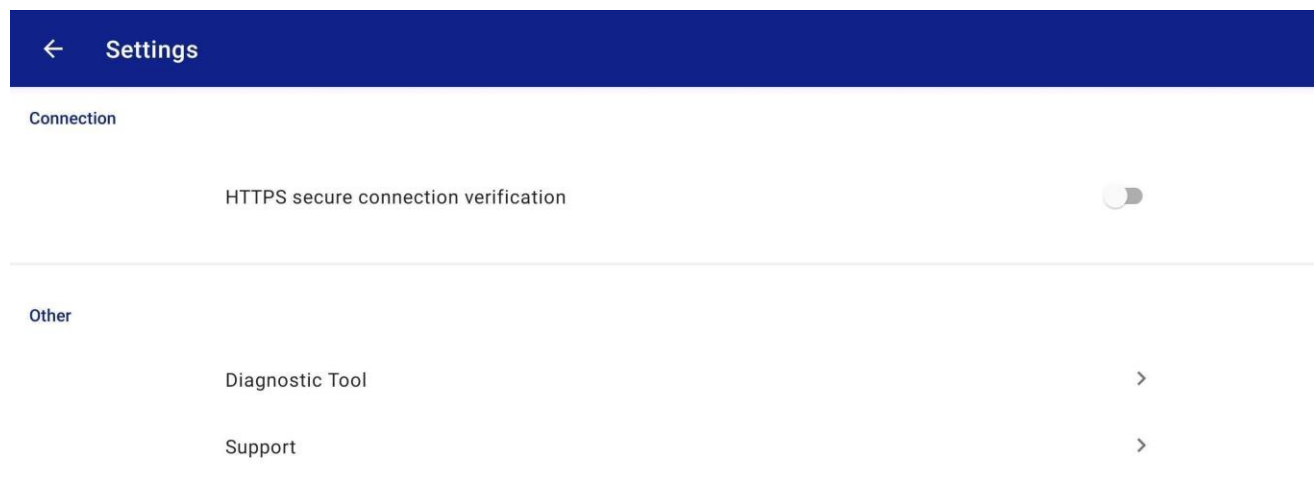 Settings
Connection
HTTPS secure connection verification
Other
Diagnostic Tool
Support